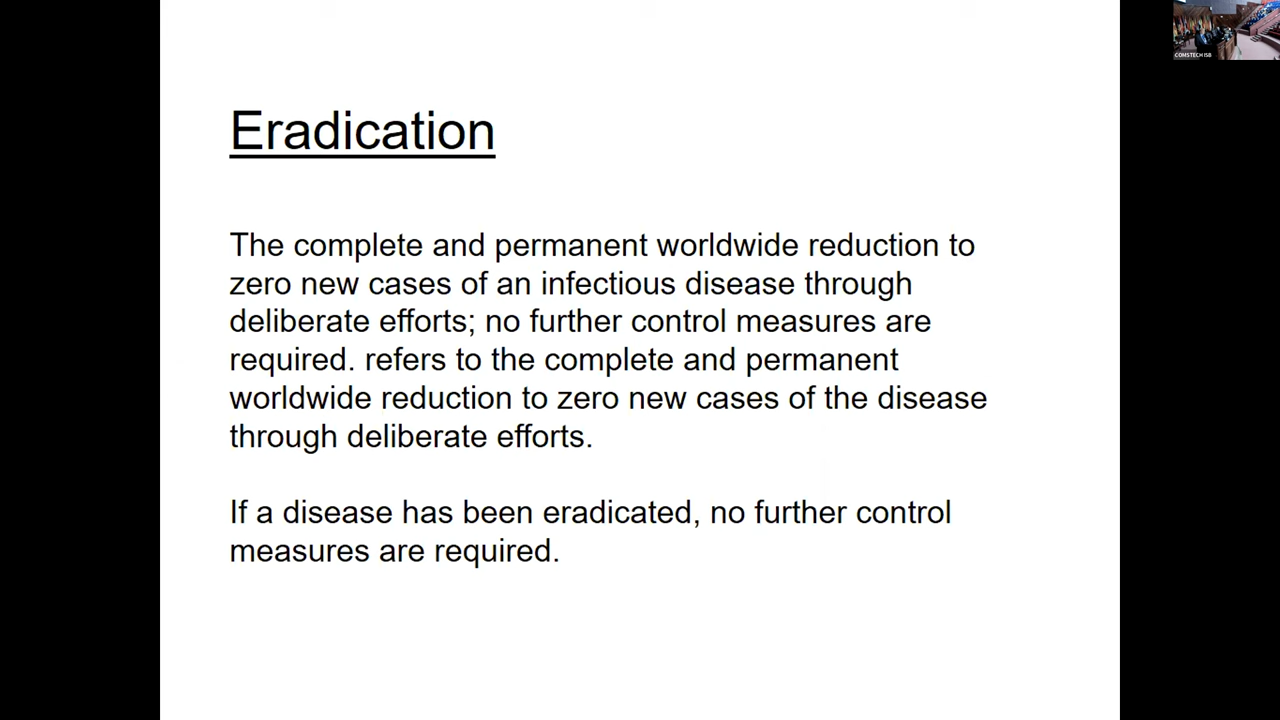 Eradication
The complete and permanent worldwide reduction to
zero new cases of an infectious disease through
deliberate efforts; no further control measures are
required. refers to the complete and permanent
worldwide reduction to zero new cases of the disease
through deliberate efforts.
If a disease has been eradicated, no further control
measures are required.
COMSTECH ISB